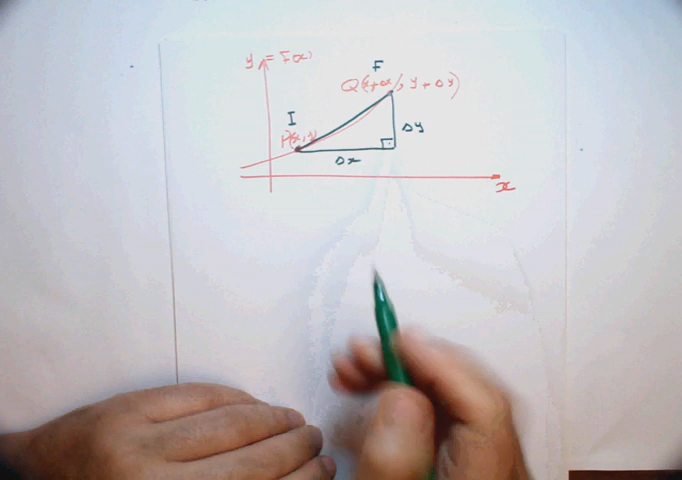 y = f(x)
F
Q(x+Δx, y+Δy)
I
P(x, y)
Δy
Δx
x